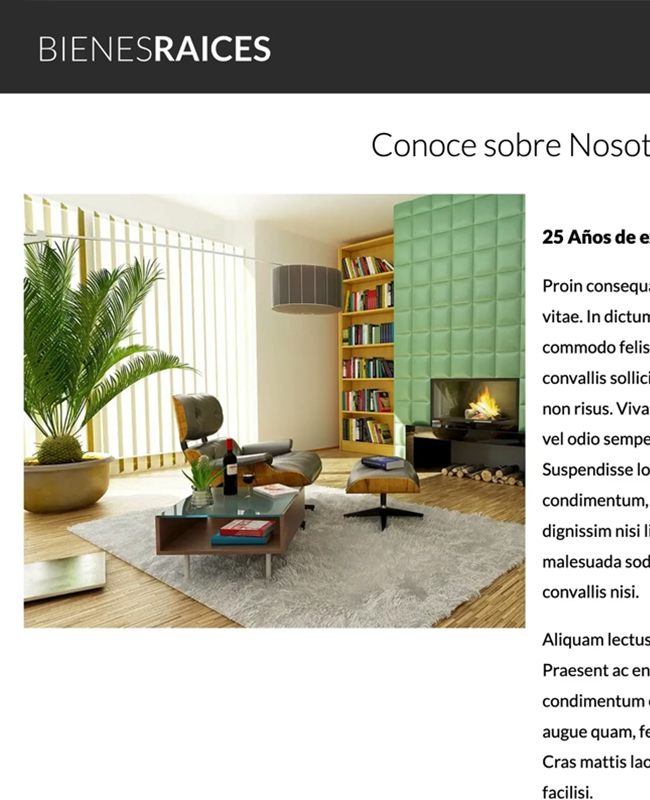 BIENESRAICES
Conoce sobre Nosot
25 Años de e
Proin consequa
vitae. In dictum
commodo felis
convallis sollici
non risus. Viva
vel odio sempe
Suspendisse lo
condimentum,
dignissim nisi li
malesuada sod
convallis nisi.
Aliquam lectus
Praesent ac en
condimentum
augue quam, fe
Cras mattis lac
facilisi.